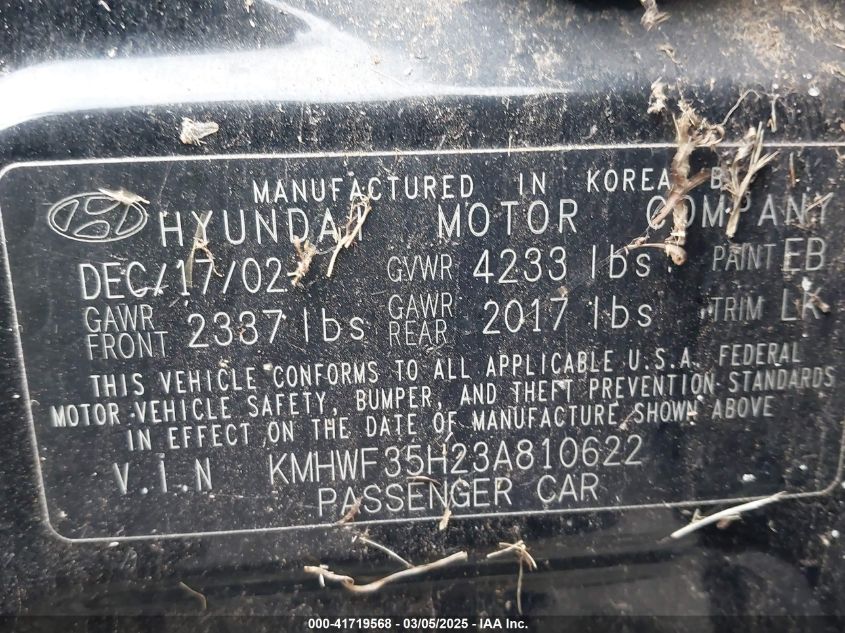 MANUFACTURED IN KOREA BY
HYUNDAI MOTOR COMPANY
DEC/17/02 GVWR 4233 lbs PAINT EB
GAWR FRONT 2337 lbs GAWR REAR 2017 lbs TRIM LK
THIS VEHICLE CONFORMS TO ALL APPLICABLE U.S.A. FEDERAL
MOTOR VEHICLE SAFETY, BUMPER, AND THEFT PREVENTION STANDARDS
IN EFFECT ON THE DATE OF MANUFACTURE SHOWN ABOVE
V.I.N KMHWF35H23A810622
PASSENGER CAR
000-41719568 — 03/05/2025 — IAA Inc.